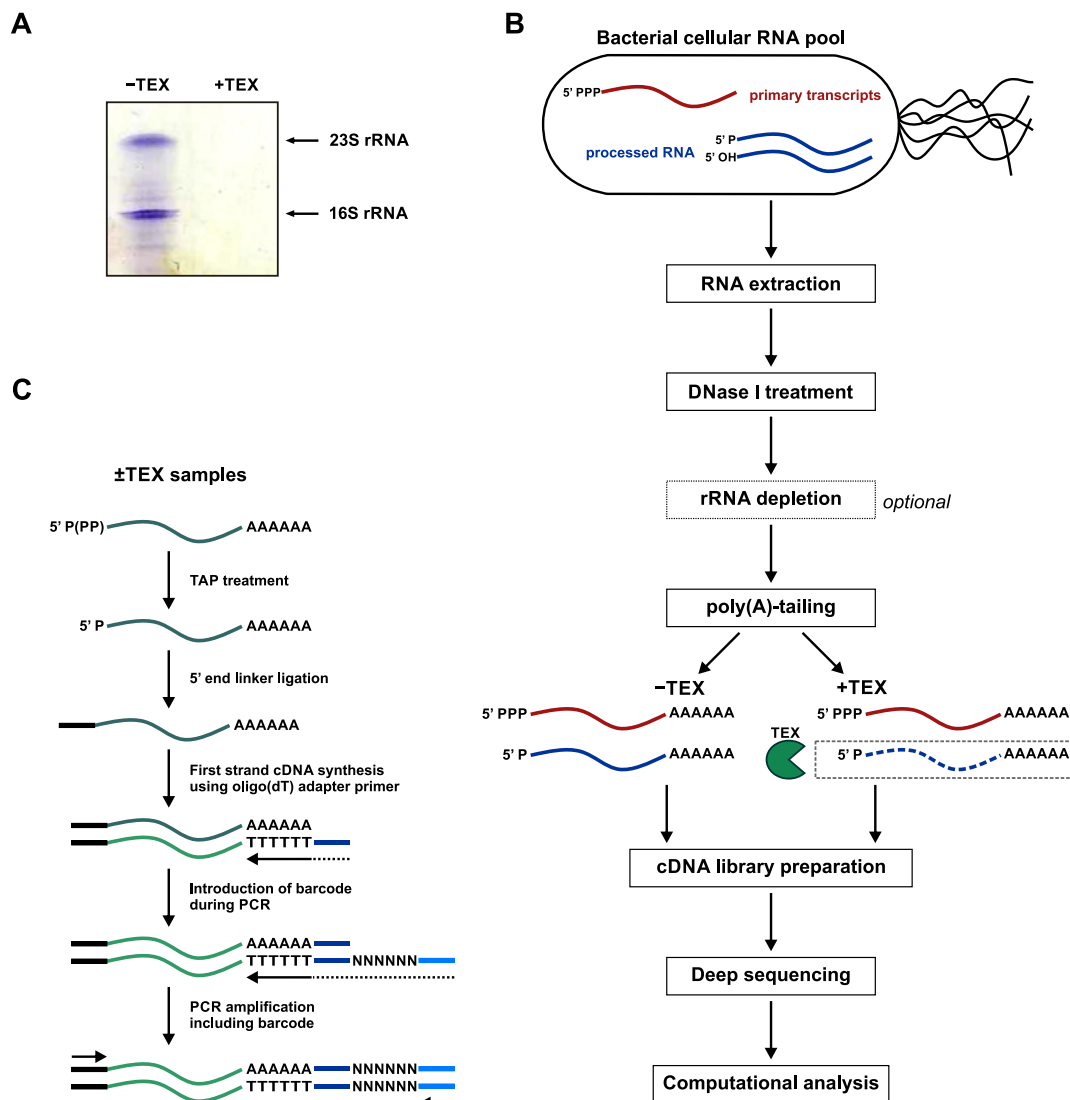 A
−TEX +TEX
23S rRNA
16S rRNA
B
Bacterial cellular RNA pool
5’ PPP
primary transcripts
processed RNA
5’ P
5’ OH
RNA extraction
DNase I treatment
rRNA depletion
optional
poly(A)-tailing
−TEX
+TEX
5’ PPP AAAAAA
5’ P AAAAAA
5’ PPP AAAAAA
TEX
5’ P AAAAAA
cDNA library preparation
Deep sequencing
Computational analysis
C
±TEX samples
5’ P(PP) AAAAAA
TAP treatment
5’ P AAAAAA
5’ end linker ligation
AAAAAA
First strand cDNA synthesis
using oligo(dT) adapter primer
AAAAAA
TTTTTT
Introduction of barcode
during PCR
AAAAAA
TTTTTT NNNNNN
PCR amplification
including barcode
AAAAAA NNNNNN
TTTTTT NNNNNN